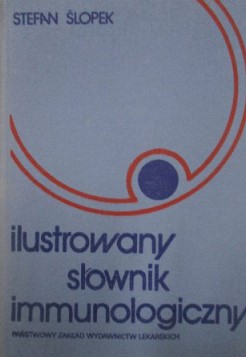 STEFAN ŚLOPEK
ilustrowany
słownik
immunologiczny
PAŃSTWOWY ZAKŁAD WYDAWNICTW LEKARSKICH